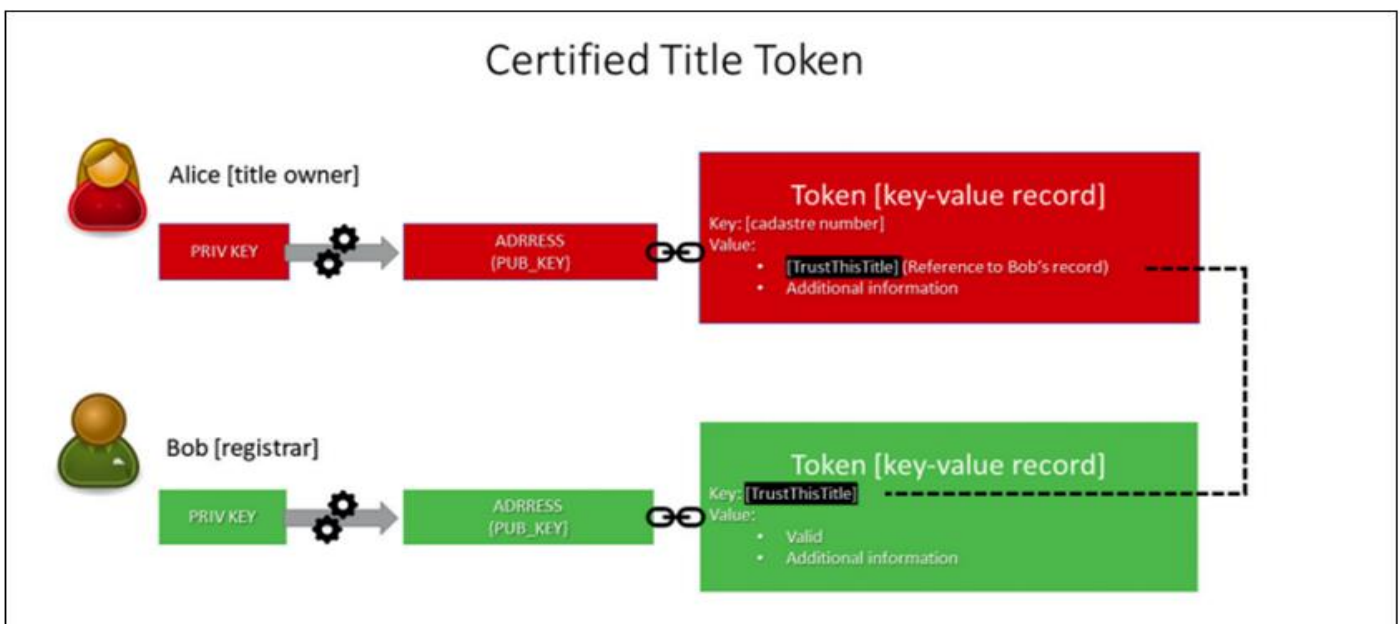 Certified Title Token
Alice [title owner]
PRIV KEY
ADRRESS
(PUB_KEY)
Token [key-value record]
Key: [cadastre number]
Value:
• [TrustThisTitle] (Reference to Bob's record)
• Additional information
Bob [registrar]
PRIV KEY
ADRRESS
(PUB_KEY)
Token [key-value record]
Key: [TrustThisTitle]
Value:
• Valid
• Additional information